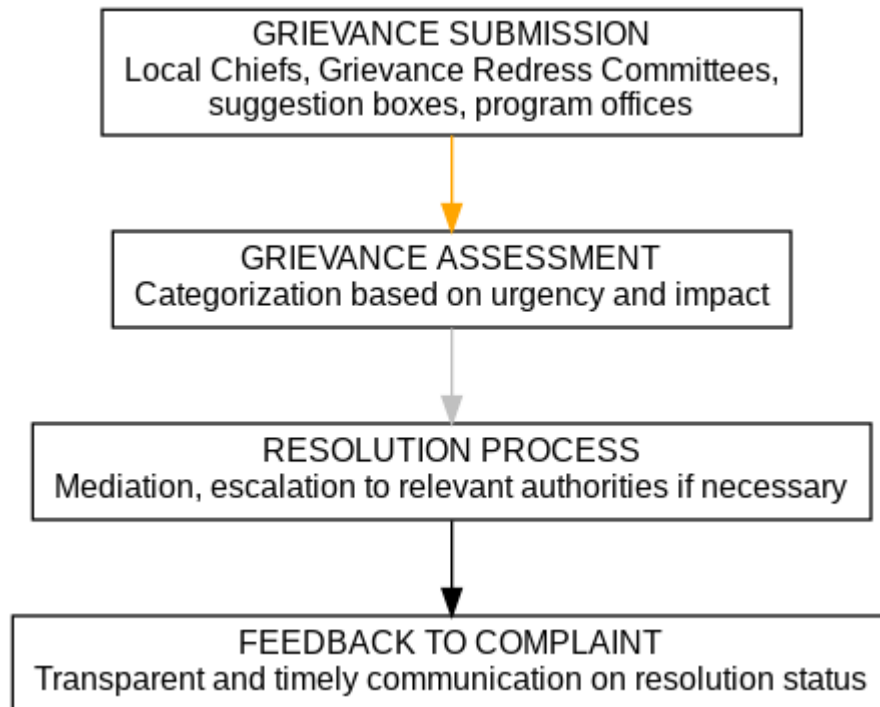 GRIEVANCE SUBMISSION
Local Chiefs, Grievance Redress Committees,
suggestion boxes, program offices
GRIEVANCE ASSESSMENT
Categorization based on urgency and impact
RESOLUTION PROCESS
Mediation, escalation to relevant authorities if necessary
FEEDBACK TO COMPLAINT
Transparent and timely communication on resolution status